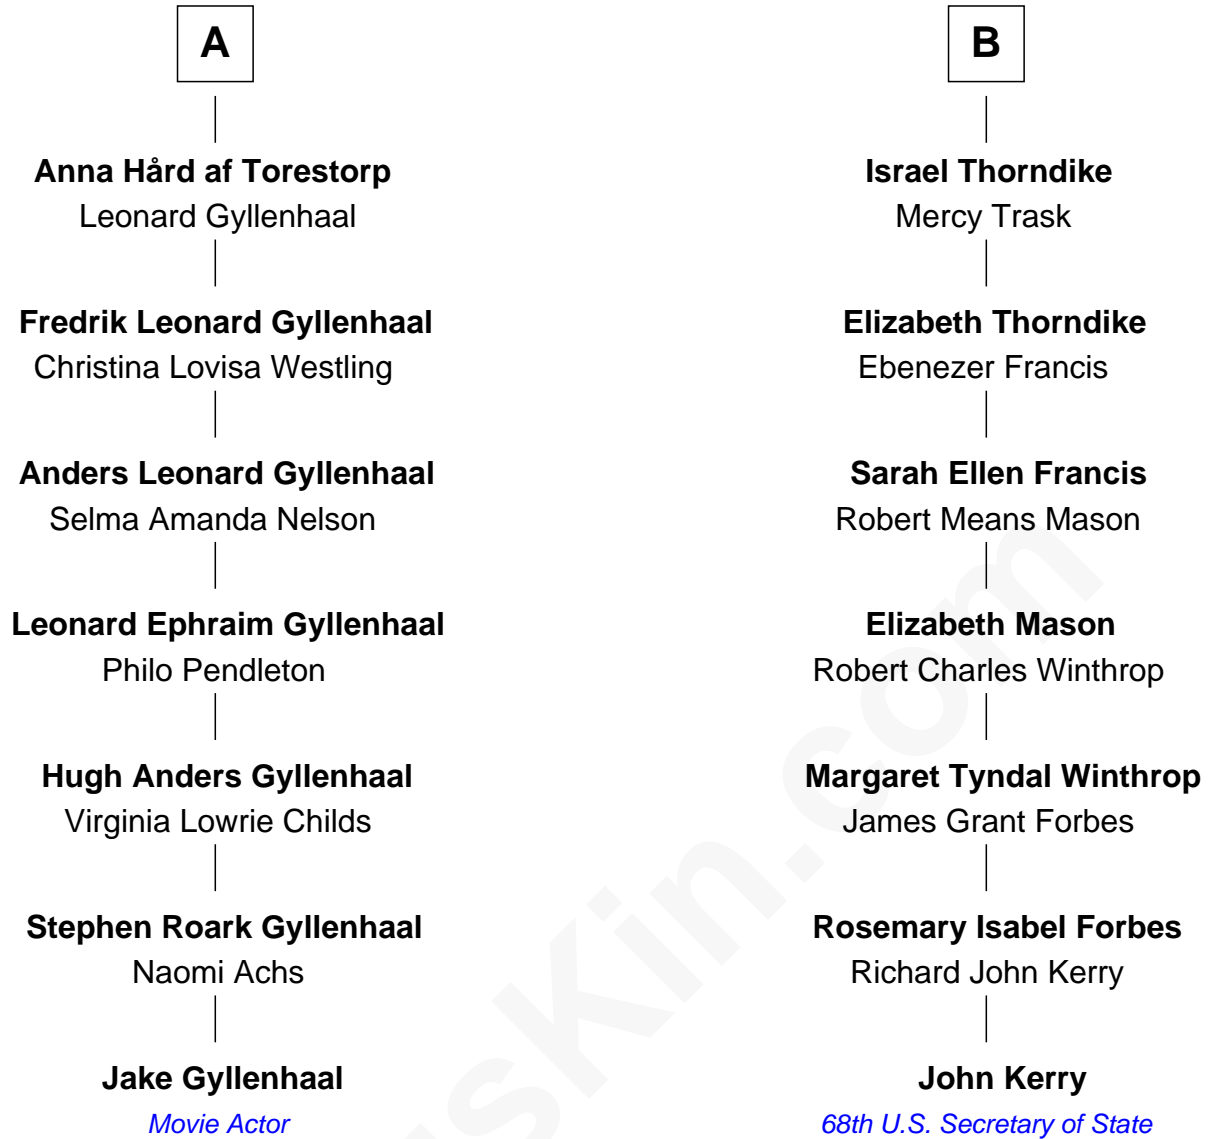 A
Anna Hård af Torestorp
Leonard Gyllenhaal
Fredrik Leonard Gyllenhaal
Christina Lovisa Westling
Anders Leonard Gyllenhaal
Selma Amanda Nelson
Leonard Ephraim Gyllenhaal
Philo Pendleton
Hugh Anders Gyllenhaal
Virginia Lowrie Childs
Stephen Roark Gyllenhaal
Naomi Achs
Jake Gyllenhaal
Movie Actor
B
Israel Thorndike
Mercy Trask
Elizabeth Thorndike
Ebenezer Francis
Sarah Ellen Francis
Robert Means Mason
Elizabeth Mason
Robert Charles Winthrop
Margaret Tyndal Winthrop
James Grant Forbes
Rosemary Isabel Forbes
Richard John Kerry
John Kerry
68th U.S. Secretary of State
sKin.com